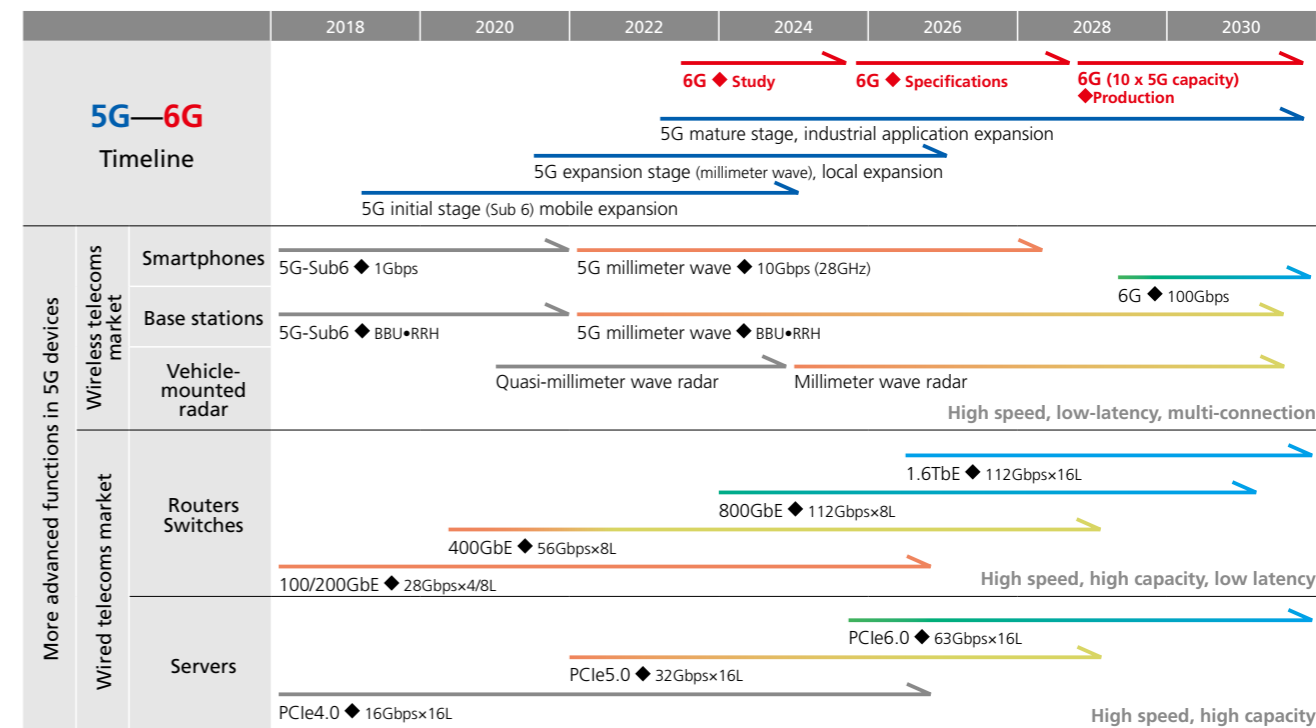 2018 2020 2022 2024 2026 2028 2030
5G—6G
Timeline
6G ◆ Study
6G ◆ Specifications
6G (10 x 5G capacity)
◆Production
5G mature stage, industrial application expansion
5G expansion stage (millimeter wave), local expansion
5G initial stage (Sub 6) mobile expansion
More advanced functions in 5G devices
Wireless telecoms
market
Smartphones
5G-Sub6 ◆ 1Gbps
5G millimeter wave ◆ 10Gbps (28GHz)
6G ◆ 100Gbps
Base stations
5G-Sub6 ◆ BBU•RRH
5G millimeter wave ◆ BBU•RRH
Vehicle-
mounted
radar
Quasi-millimeter wave radar
Millimeter wave radar
High speed, low-latency, multi-connection
Wired telecoms market
Routers
Switches
1.6TbE ◆ 112Gbps×16L
800GbE ◆ 112Gbps×8L
400GbE ◆ 56Gbps×8L
100/200GbE ◆ 28Gbps×4/8L
High speed, high capacity, low latency
Servers
PCIe6.0 ◆ 63Gbps×16L
PCIe5.0 ◆ 32Gbps×16L
PCIe4.0 ◆ 16Gbps×16L
High speed, high capacity